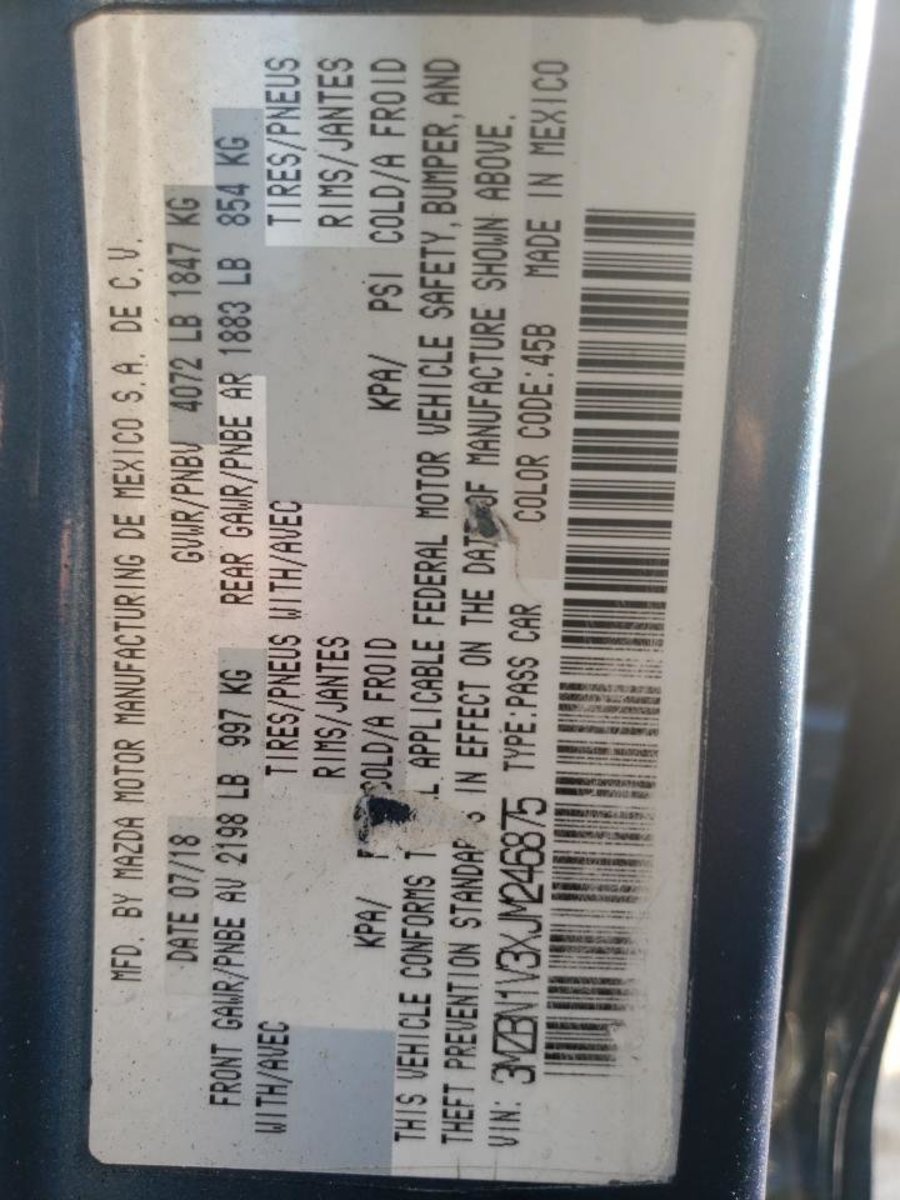 MFD. BY MAZDA MOTOR MANUFACTURING DE MEXICO S.A. DE C.V.
DATE 07/18 GVWR/PNBV 4072 LB 1847 KG
FRONT GAWR/PNBE AV 2198 LB 997 KG REAR GAWR/PNBE AR 1883 LB 854 KG
WITH/AVEC TIRES/PNEUS WITH/AVEC TIRES/PNEUS
RIMS/JANTES RIMS/JANTES
KPA/ COLD/A FROID KPA/ PSI COLD/A FROID
THIS VEHICLE CONFORMS APPLICABLE FEDERAL MOTOR VEHICLE SAFETY, BUMPER, AND
THEFT PREVENTION IN EFFECT ON THE OF MANUFACTURE SHOWN ABOVE.
VIN: 3MZBN1V3XJM246875 TYPE:PASS CAR COLOR CODE:45B MADE IN MEXICO